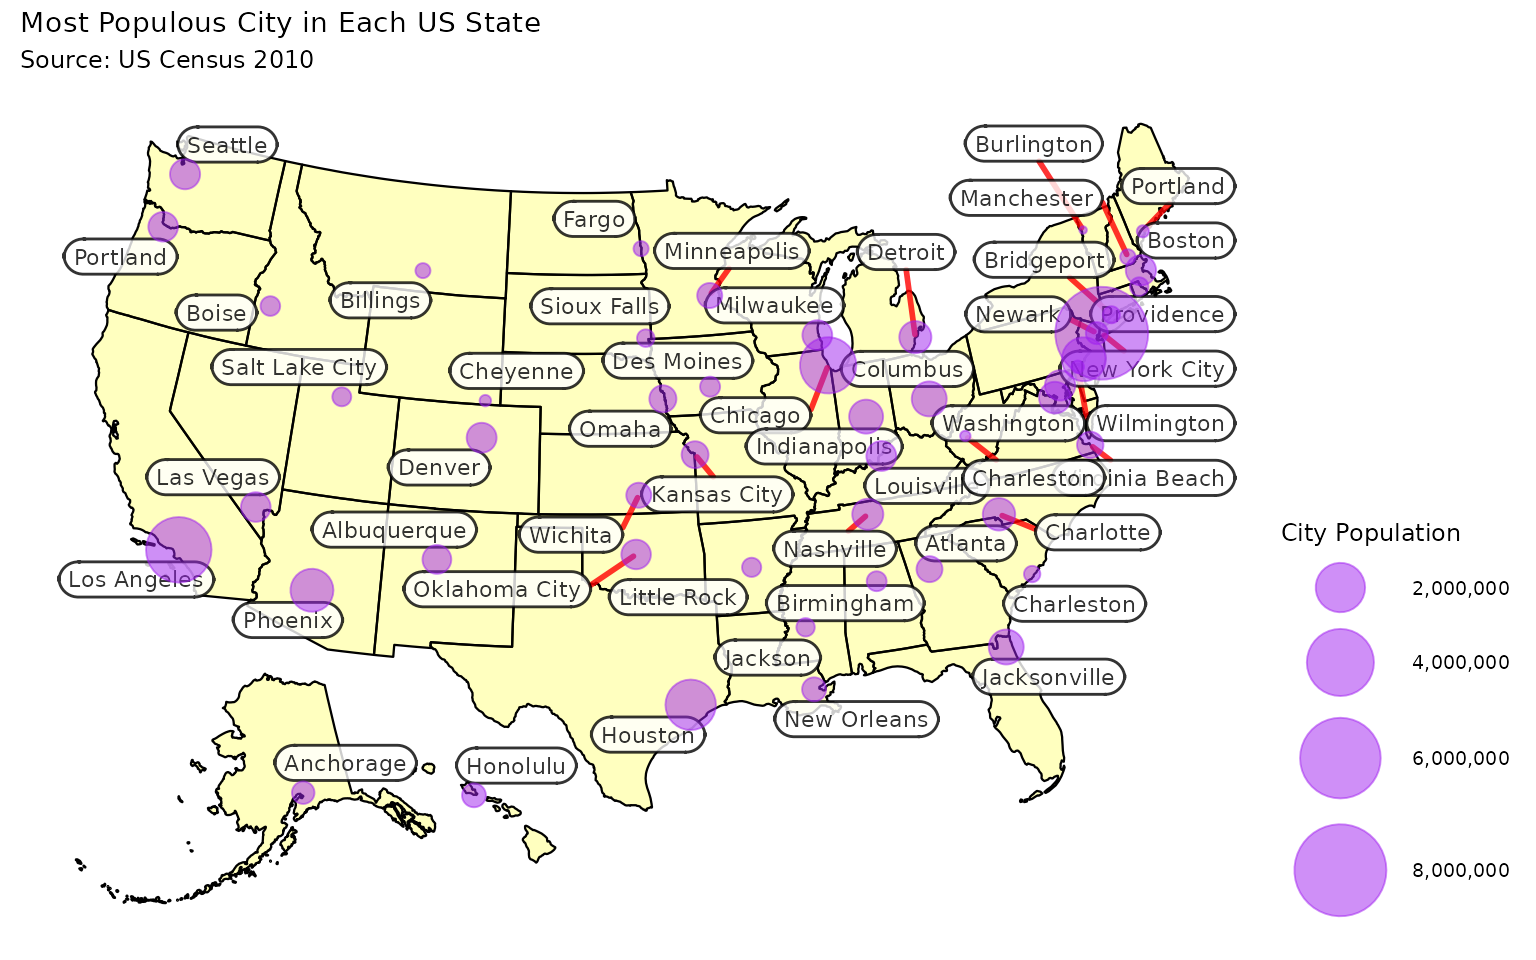 Most Populous City in Each US State
Source: US Census 2010
Burlington
Seattle
Portland
Manchester
Fargo
Boston
Minneapolis
Detroit
Portland
Bridgeport
Billings
Milwaukee
Sioux Falls
Boise
Newark
Providence
Des Moines
Salt Lake City
Cheyenne
Columbus
New York City
Chicago
Omaha
Washington
Wilmington
Indianapolis
Denver
Las Vegas
Louisville
Charleston
inia Beach
Kansas City
Albuquerque
Wichita
Charlotte
City Population
Nashville
Atlanta
Los Angeles
Oklahoma City
2,000,000
Little Rock
Birmingham
Charleston
Phoenix
Jackson
4,000,000
Jacksonville
New Orleans
Houston
6,000,000
Anchorage
Honolulu
8,000,000